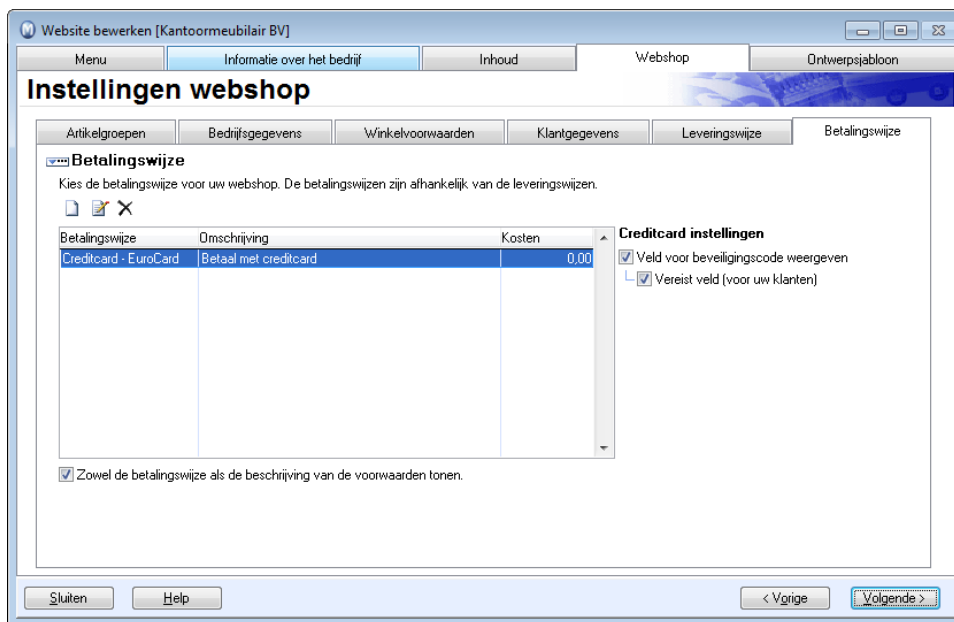 Website bewerken [Kantoormeubilair BV]
Menu Informatie over het bedrijf Inhoud Webshop Ontwerpsjabloon
Instellingen webshop
Artikelgroepen Bedrijfsgegevens Winkelvoorwaarden Klantgegevens Leveringswijze Betalingswijze
Betalingswijze
Kies de betalingswijze voor uw webshop. De betalingswijzen zijn afhankelijk van de leveringswijzen.
Betalingswijze Omschrijving Kosten
Creditcard - EuroCard Betaal met creditcard 0,00
Creditcard instellingen
Veld voor beveiligingscode weergeven
Vereist veld (voor uw klanten)
Zowel de betalingswijze als de beschrijving van de voorwaarden tonen.
Sluiten Help < Vorige Volgende >